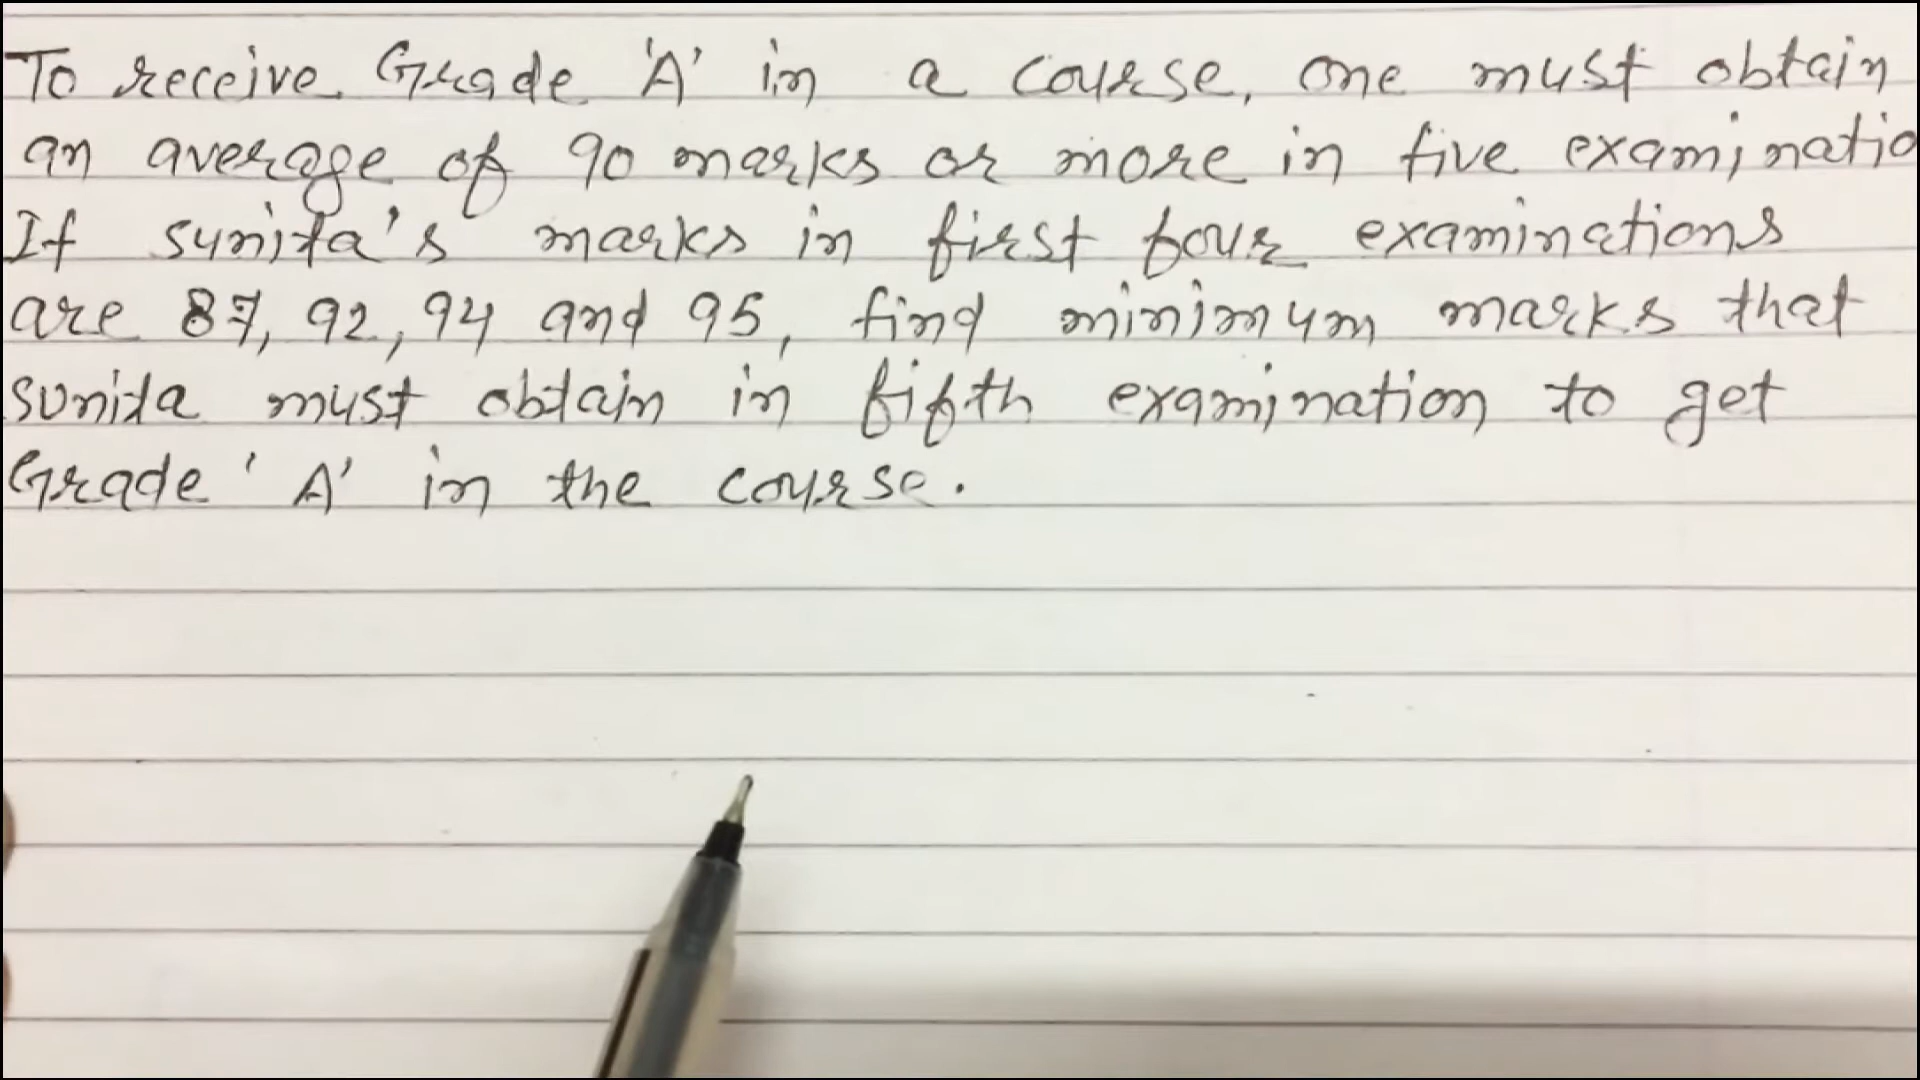 To receive Grade 'A' in a course, one must obtain
an average of 90 marks or more in five examinatio
If sunita's marks in first four examinations
are 87, 92, 94 and 95, find minimum marks that
sunita must obtain in fifth examination to get
Grade 'A' in the course.